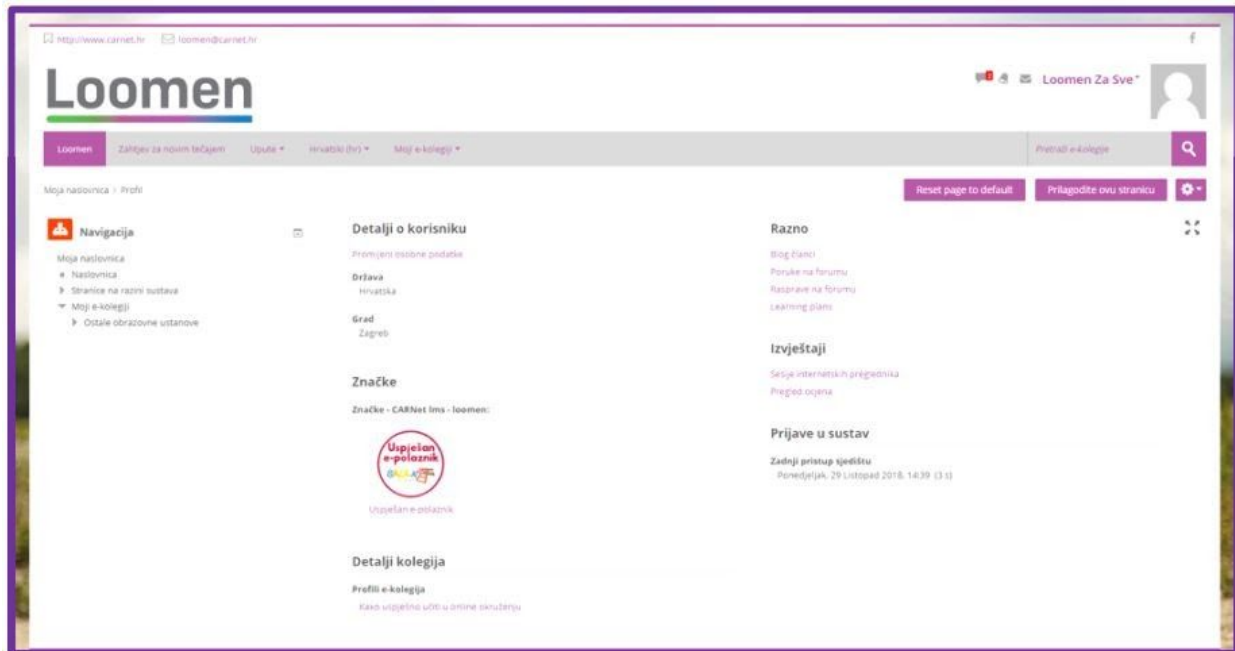 http://www.carnet.hr loomen@carnet.hr
Loomen
Loomen Za Sve
Loomen Zahtjev za novim tečajem Upute Hrvatski (hr) Moji e-kolegiji Pretraži e-kolegije
Moja naslovnica > Profil Reset page to default Prilagodite ovu stranicu
Navigacija
Moja naslovnica
Naslovnica
Stranice na razini sustava
Moji e-kolegiji
Ostale obrazovne ustanove
Detalji o korisniku
Promijeni osobne podatke
Država
Hrvatska
Grad
Zagreb
Značke
Značke - CARNet lms - loomen:
Uspješan
e-polaznik
Uspješan e-polaznik
Detalji kolegija
Profili e-kolegija
Kako uspješno učiti u online okruženju
Razno
Blog članci
Poruke na forumu
Rasprave na forumu
Learning plans
Izvještaji
Sesije internetskih preglednika
Pregled ocjena
Prijave u sustav
Zadnji pristup sjedištu
Ponedjeljak, 29 Listopad 2018, 14:39 (3 s)